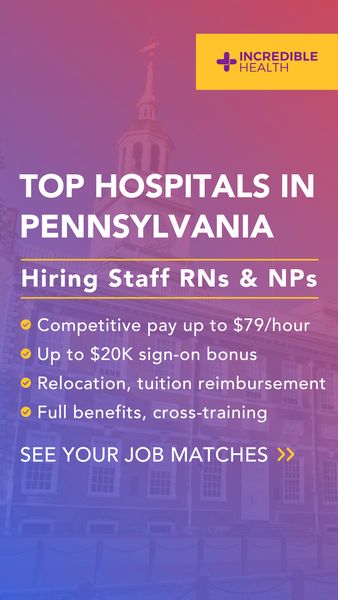 INCREDIBLE
HEALTH
TOP HOSPITALS IN
PENNSYLVANIA
Hiring Staff RNs & NPs
Competitive pay up to $79/hour
Up to $20K sign-on bonus
Relocation, tuition reimbursement
Full benefits, cross-training
SEE YOUR JOB MATCHES >>